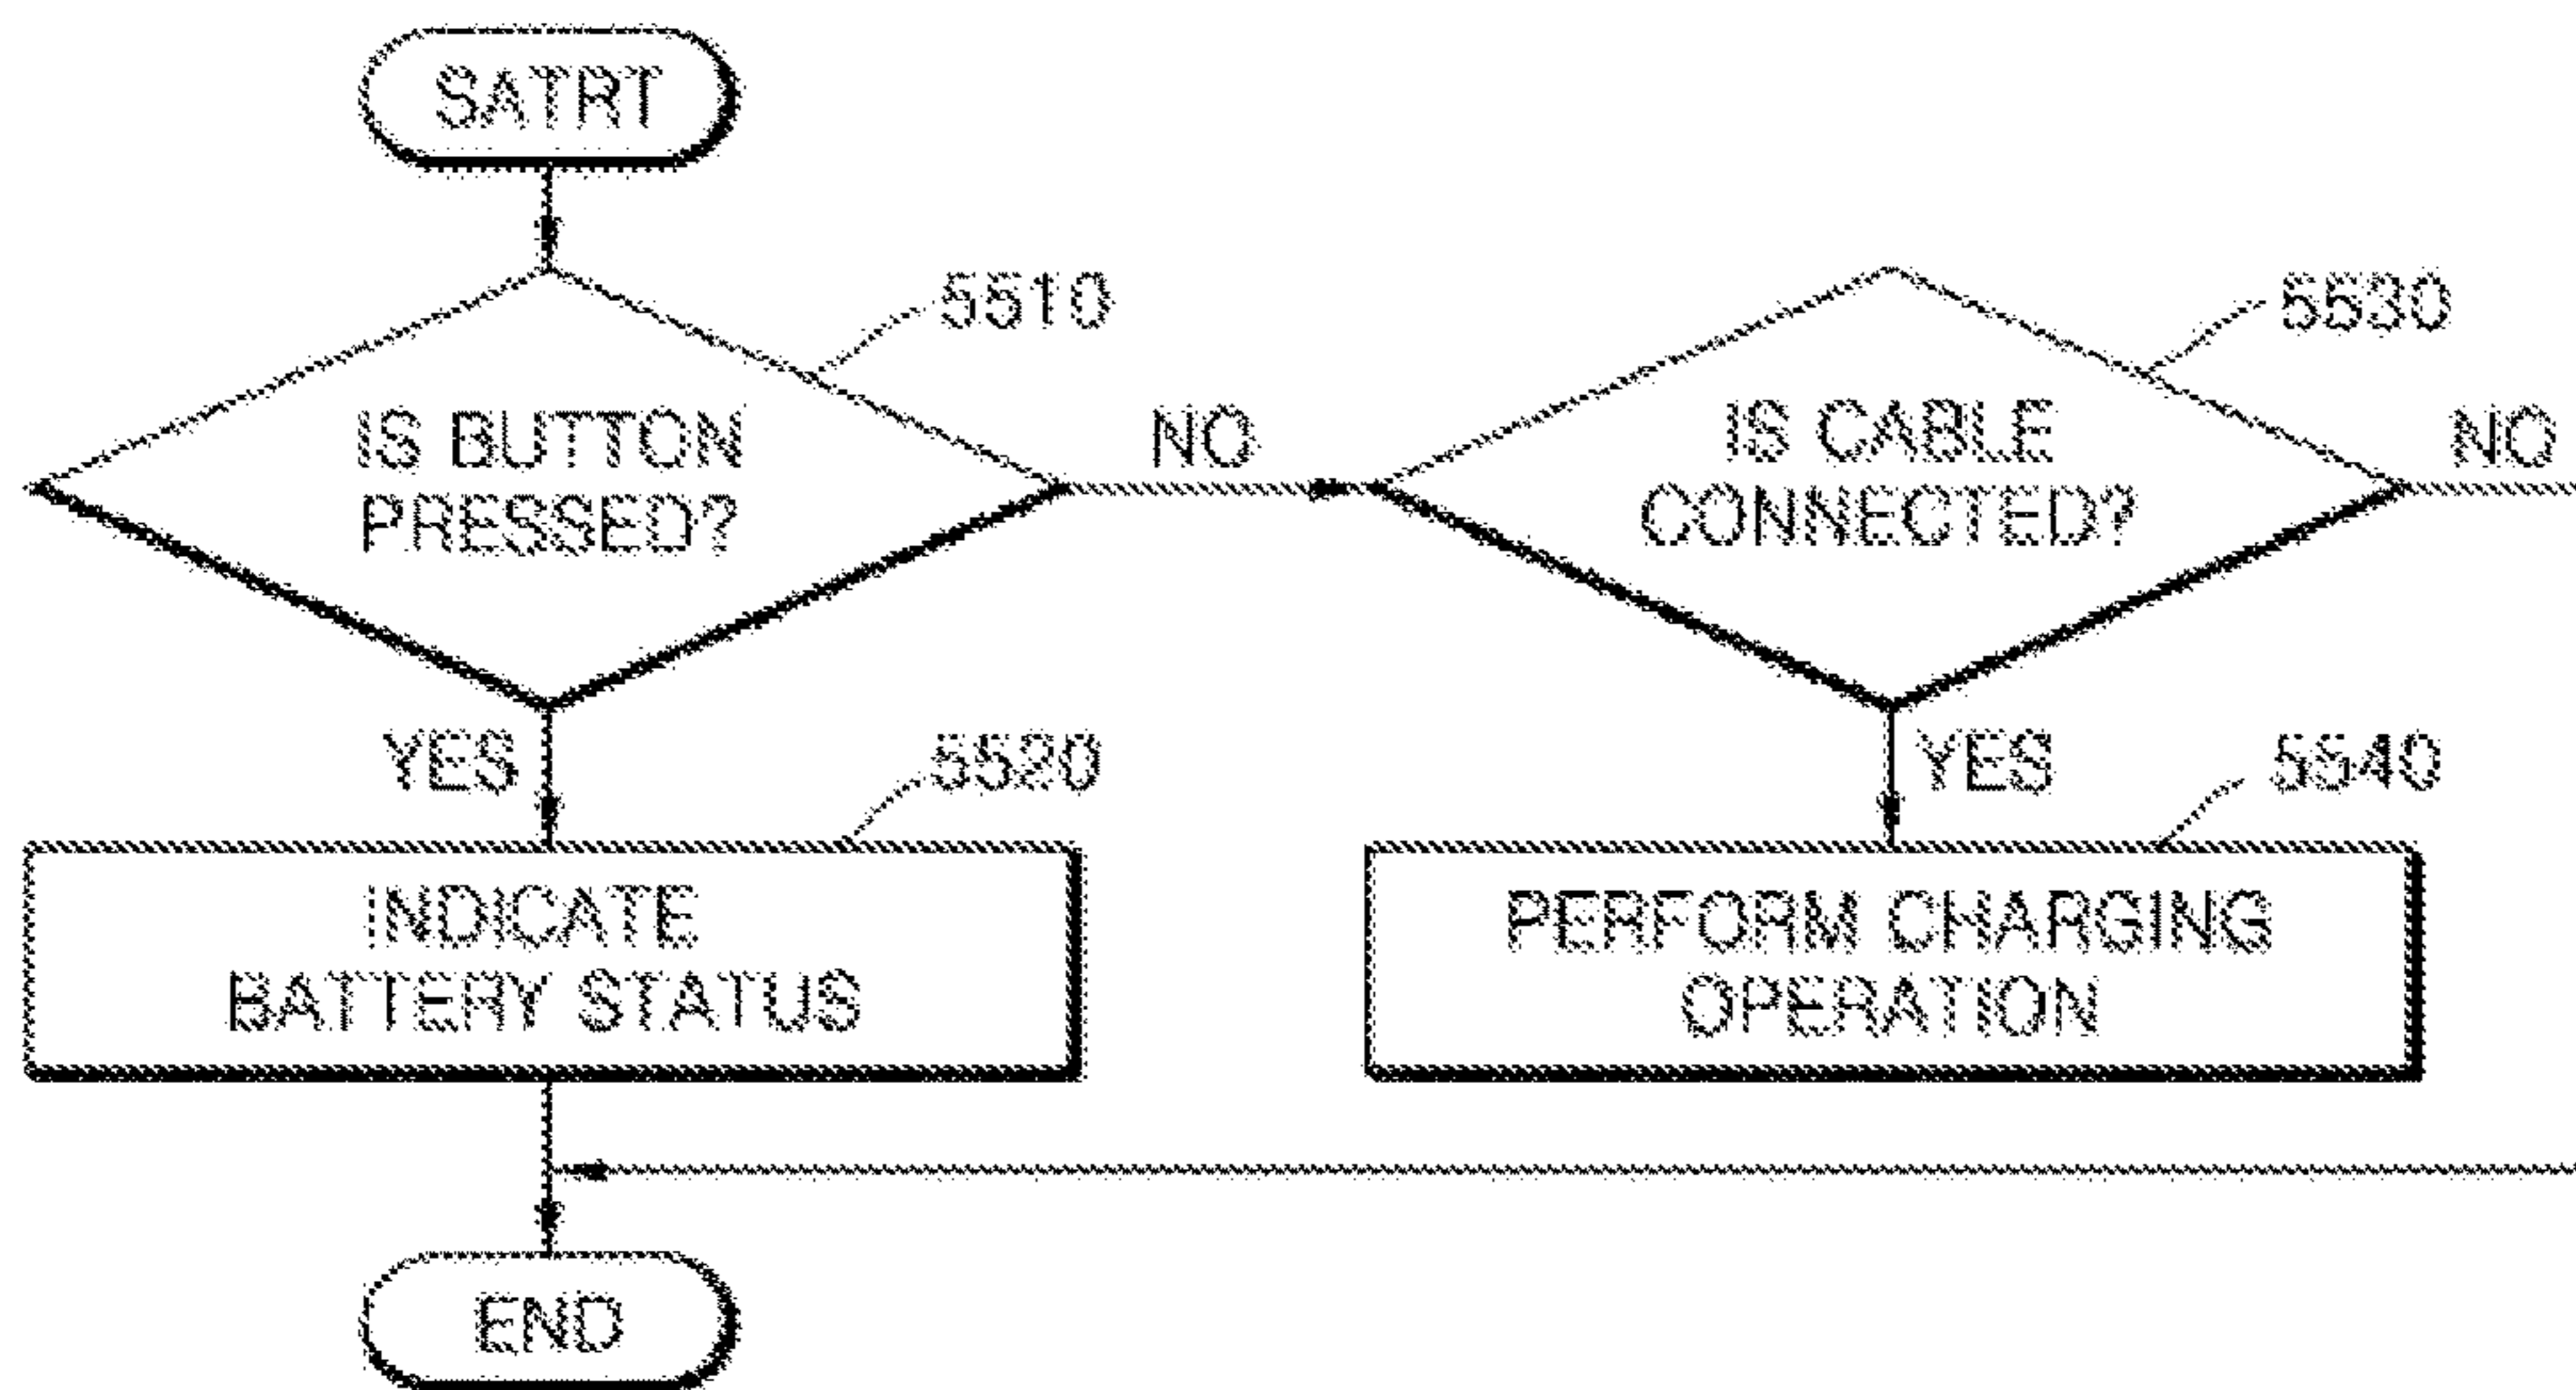 SATRT
5510
5530
IS BUTTON
PRESSED?
NO
IS CABLE
CONNECTED?
NO
YES
5520
YES
5540
INDICATE
BATTERY STATUS
PERFORM CHARGING
OPERATION
END